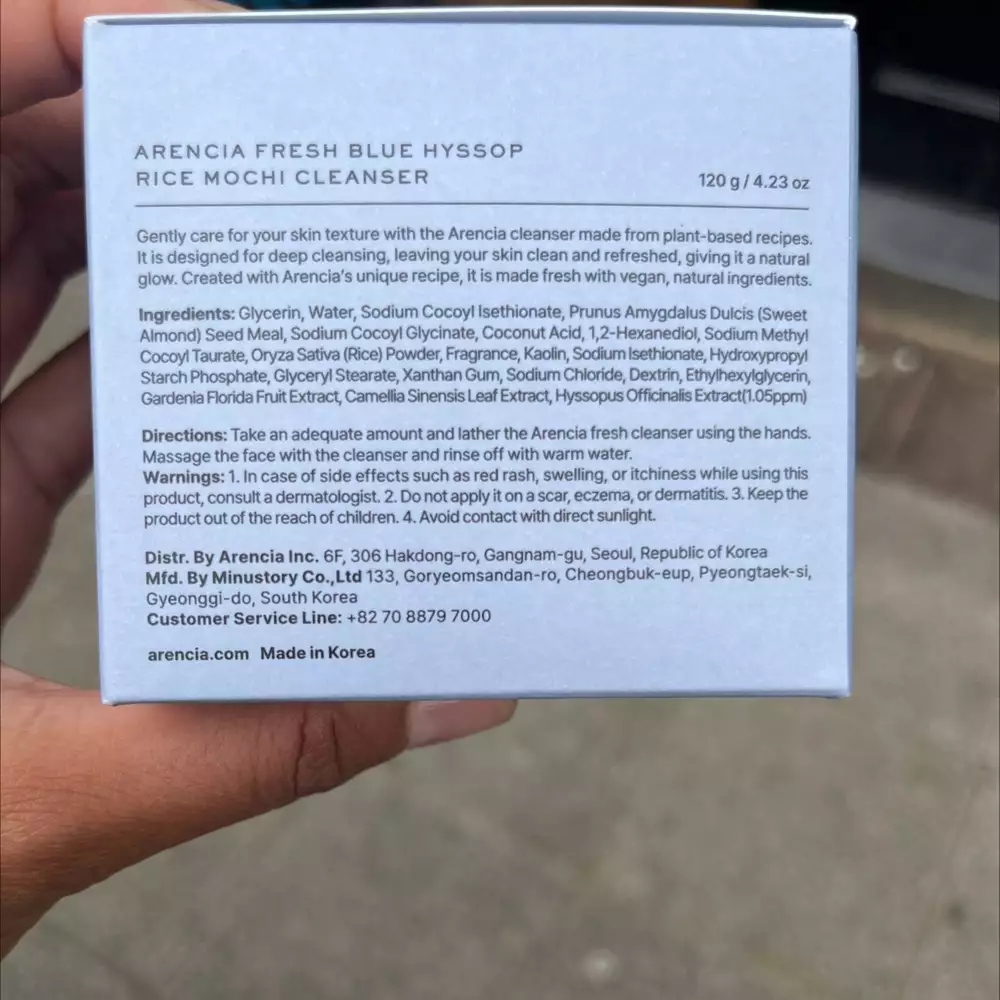 ARENCIA FRESH BLUE HYSSOP
RICE MOCHI CLEANSER
120 g / 4.23 oz
Gently care for your skin texture with the Arencia cleanser made from plant-based recipes.
It is designed for deep cleansing, leaving your skin clean and refreshed, giving it a natural
glow. Created with Arencia's unique recipe, it is made fresh with vegan, natural ingredients.
Ingredients: Glycerin, Water, Sodium Cocoyl Isethionate, Prunus Amygdalus Dulcis (Sweet
Almond) Seed Meal, Sodium Cocoyl Glycinate, Coconut Acid, 1,2-Hexanediol, Sodium Methyl
Cocoyl Taurate, Oryza Sativa (Rice) Powder, Fragrance, Kaolin, Sodium Isethionate, Hydroxypropyl
Starch Phosphate, Glyceryl Stearate, Xanthan Gum, Sodium Chloride, Dextrin, Ethylhexylglycerin,
Gardenia Florida Fruit Extract, Camellia Sinensis Leaf Extract, Hyssopus Officinalis Extract(1.05ppm)
Directions: Take an adequate amount and lather the Arencia fresh cleanser using the hands.
Massage the face with the cleanser and rinse off with warm water.
Warnings: 1. In case of side effects such as red rash, swelling, or itchiness while using this
product, consult a dermatologist. 2. Do not apply it on a scar, eczema, or dermatitis. 3. Keep the
product out of the reach of children. 4. Avoid contact with direct sunlight.
Distr. By Arencia Inc. 6F, 306 Hakdong-ro, Gangnam-gu, Seoul, Republic of Korea
Mfd. By Minustory Co.,Ltd 133, Goryeomsandan-ro, Cheongbuk-eup, Pyeongtaek-si,
Gyeonggi-do, South Korea
Customer Service Line: +82 70 8879 7000
arencia.com Made in Korea